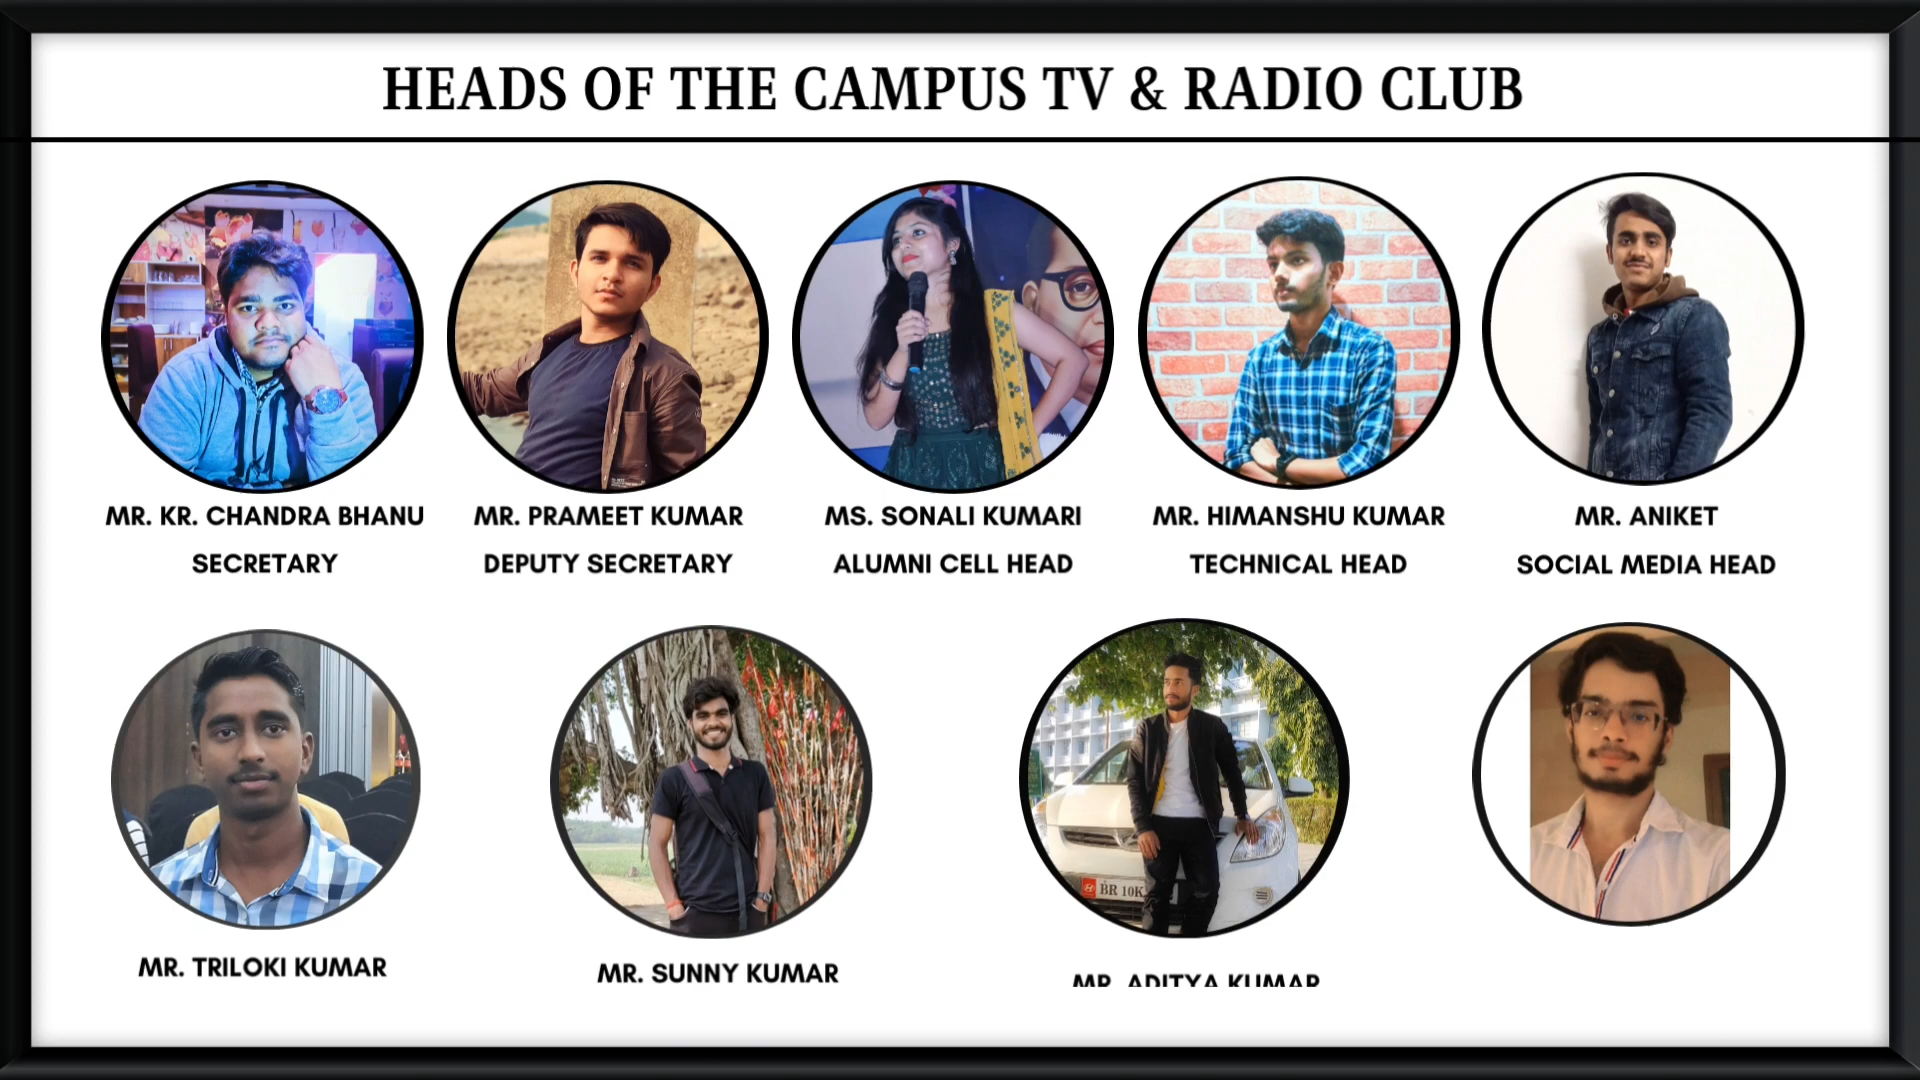 HEADS OF THE CAMPUS TV & RADIO CLUB
MR. KR. CHANDRA BHANU
SECRETARY
MR. PRAMEET KUMAR
DEPUTY SECRETARY
MS. SONALI KUMARI
ALUMNI CELL HEAD
MR. HIMANSHU KUMAR
TECHNICAL HEAD
MR. ANIKET
SOCIAL MEDIA HEAD
BR 10K
MR. TRILOKI KUMAR
MR. SUNNY KUMAR
MR. ADITYA KUMAR